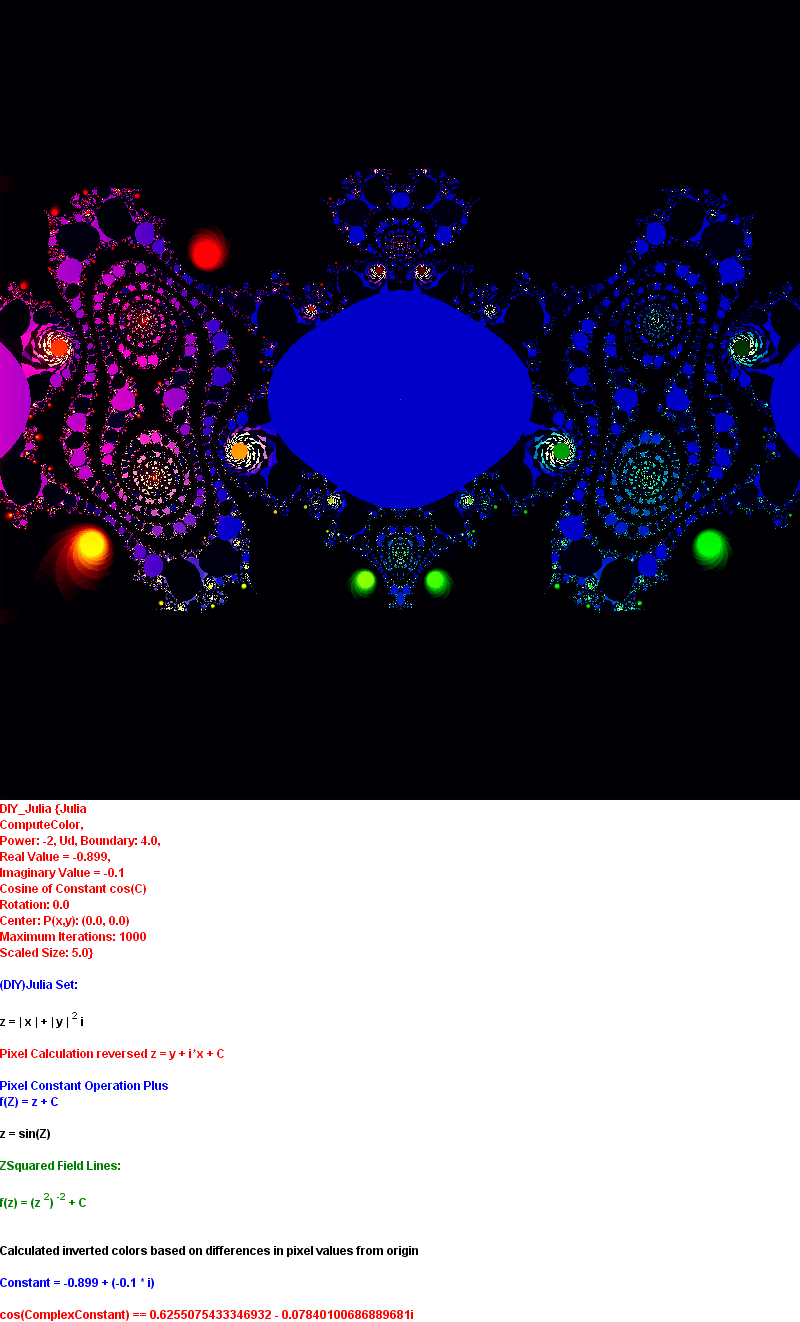 DIY_Julia {Julia
ComputeColor,
Power: -2, Ud, Boundary: 4.0,
Real Value = -0.899,
Imaginary Value = -0.1
Cosine of Constant cos(C)
Rotation: 0.0
Center: P(x,y): (0.0, 0.0)
Maximum Iterations: 1000
Scaled Size: 5.0}
(DIY)Julia Set:
z = | x | + | y | ² i
Pixel Calculation reversed z = y + i*x + C
Pixel Constant Operation Plus
f(Z) = z + C
z = sin(Z)
ZSquared Field Lines:
f(z) = (z ²) ⁻² + C
Calculated inverted colors based on differences in pixel values from origin
Constant = -0.899 + (-0.1 * i)
cos(ComplexConstant) == 0.6255075433346932 - 0.07840100686889681i